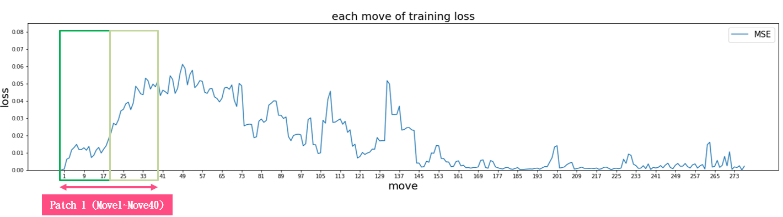 each move of training loss
MSE
loss
0.08
0.07
0.06
0.05
0.04
0.03
0.02
0.01
0.00
1 9 17 25 33 41 49 57 65 73 81 89 97 105 113 121 129 137 145 153 161 169 177 185 193 201 209 217 225 233 241 249 257 265 273
move
Patch 1 (Move1-Move40)